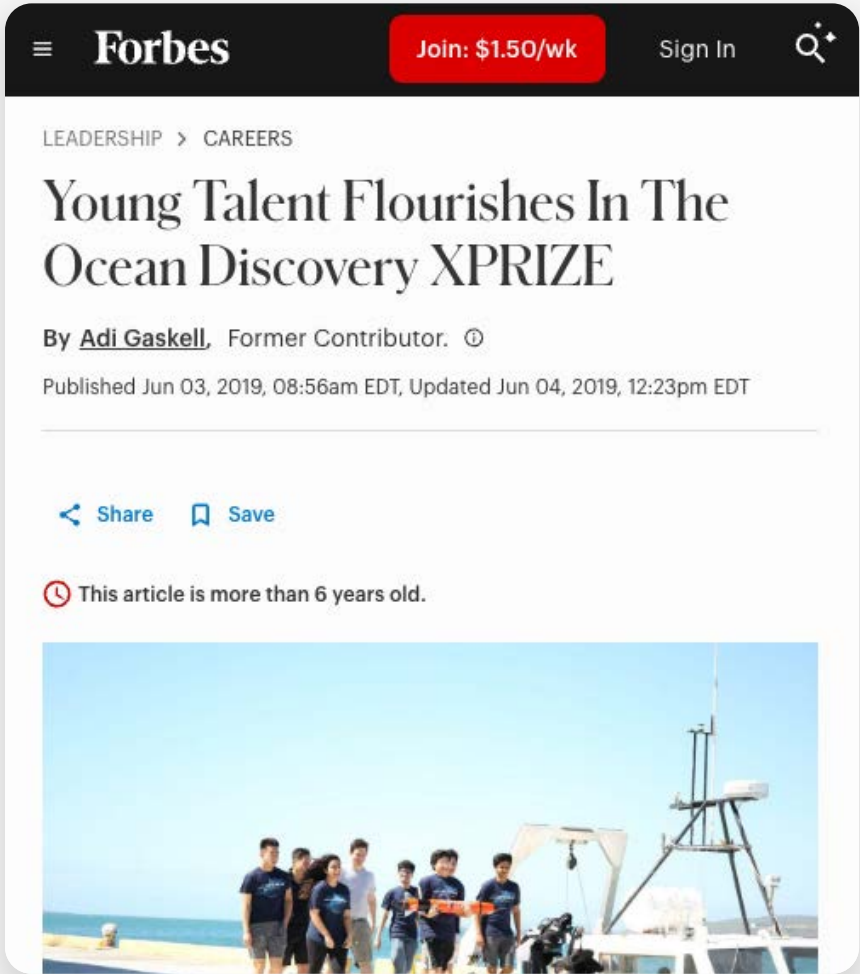 Forbes
Join: $1.50/wk
Sign In
LEADERSHIP > CAREERS
Young Talent Flourishes In The
Ocean Discovery XPRIZE
By Adi Gaskell, Former Contributor.
Published Jun 03, 2019, 08:56am EDT, Updated Jun 04, 2019, 12:23pm EDT
Share
Save
This article is more than 6 years old.